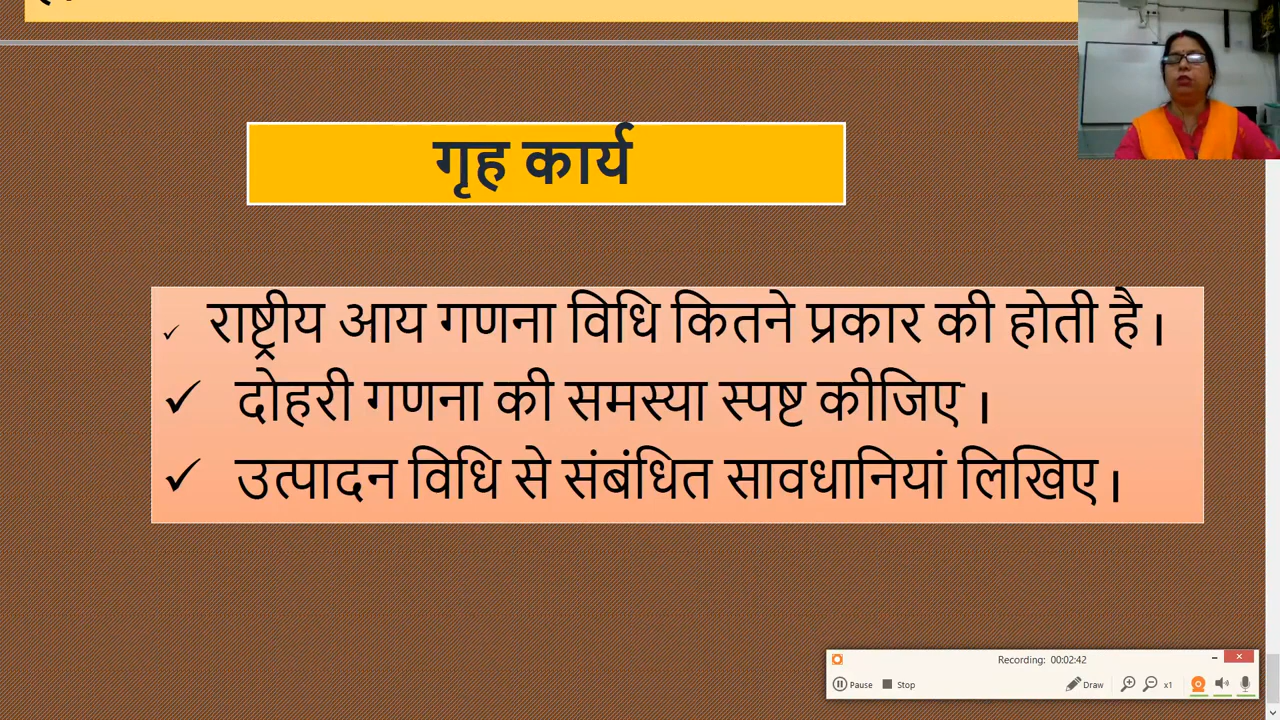 गृह कार्य
✓ राष्ट्रीय आय गणना विधि कितने प्रकार की होती है ।
✓ दोहरी गणना की समस्या स्पष्ट कीजिए ।
✓ उत्पादन विधि से संबंधित सावधानियां लिखिए ।
Recording: 00:02:42
Pause Stop Draw x1